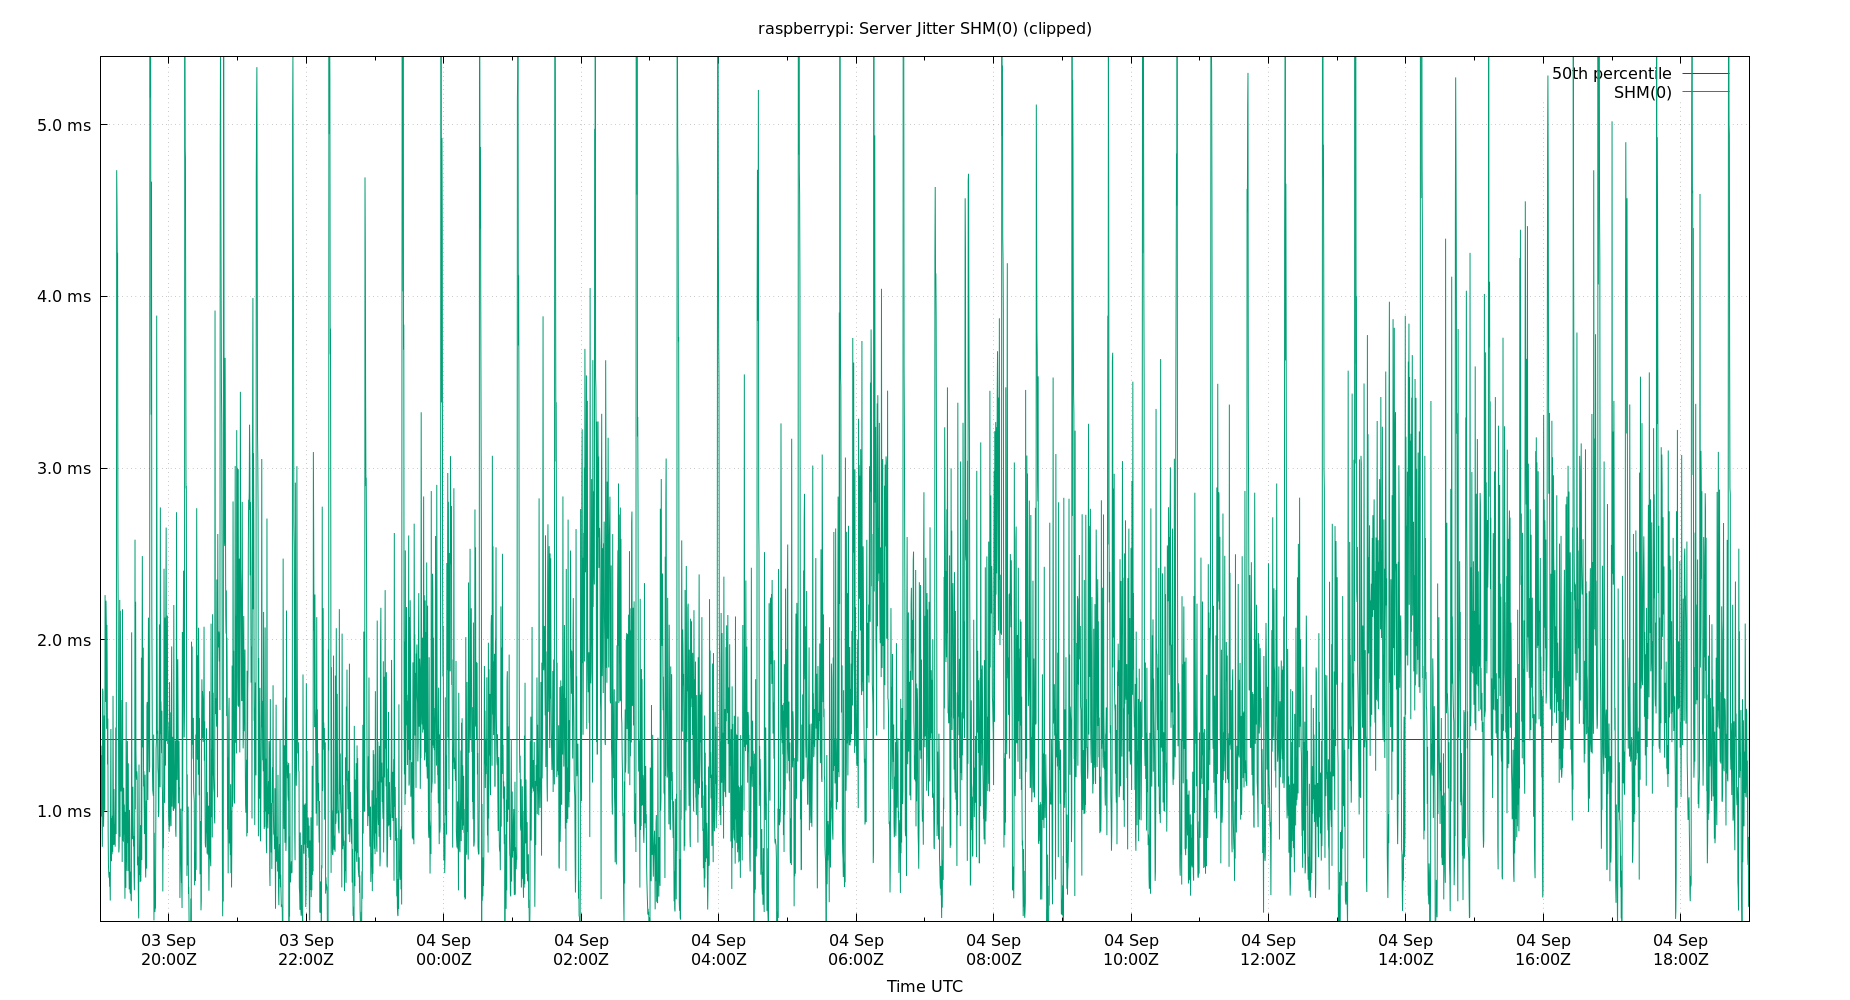 raspberrypi: Server Jitter SHM(0) (clipped)
50th percentile
SHM(0)
5.0 ms
4.0 ms
3.0 ms
2.0 ms
1.0 ms
03 Sep 03 Sep 04 Sep 04 Sep 04 Sep 04 Sep 04 Sep 04 Sep 04 Sep 04 Sep 04 Sep 04 Sep
20:00Z 22:00Z 00:00Z 02:00Z 04:00Z 06:00Z 08:00Z 10:00Z 12:00Z 14:00Z 16:00Z 18:00Z
Time UTC